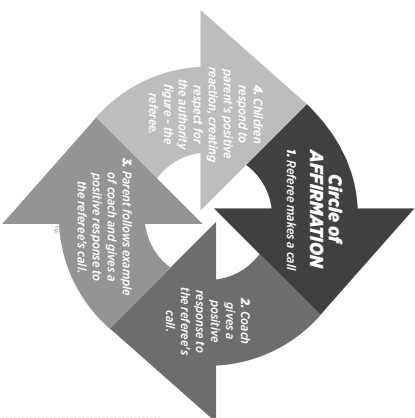 Circle of
AFFIRMATION
1. Referee makes a call
2. Coach
gives a
positive
response to
the referee's
call.
3. Parent follows example
of coach and gives a
positive response to
the referee's call.
4. Children
respond to
parent's positive
reaction, creating
respect for
the authority
figure - the
referee.
TM